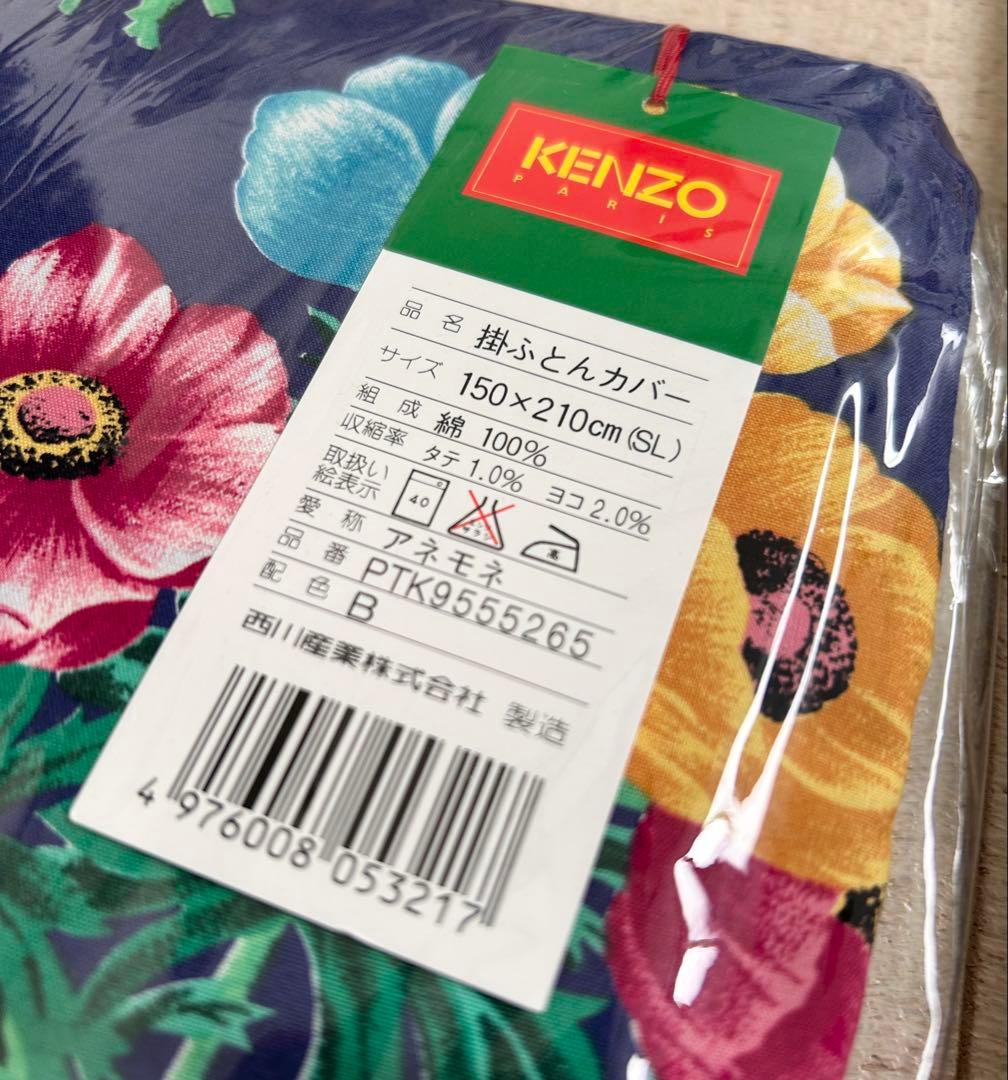 KENZO
PARIS
品名 掛ふとんカバー
サイズ 150×210cm(SL)
組成 綿 100%
収縮率 タテ 1.0% ヨコ 2.0%
取扱い
絵表示 40 高
愛称 アネモネ
品番 PTK9555265
配色 B
西川産業株式会社 製造
4 976008 053217